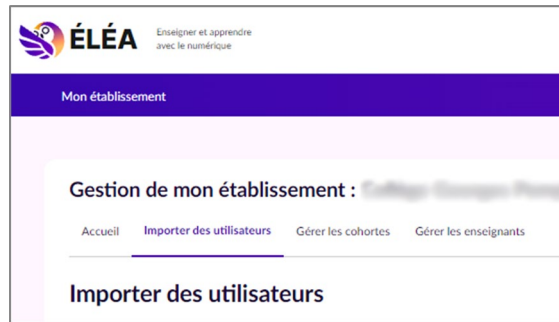 ÉLÉA
Enseigner et apprendre
avec le numérique
Mon établissement
Gestion de mon établissement :
Accueil Importer des utilisateurs Gérer les cohortes Gérer les enseignants
Importer des utilisateurs